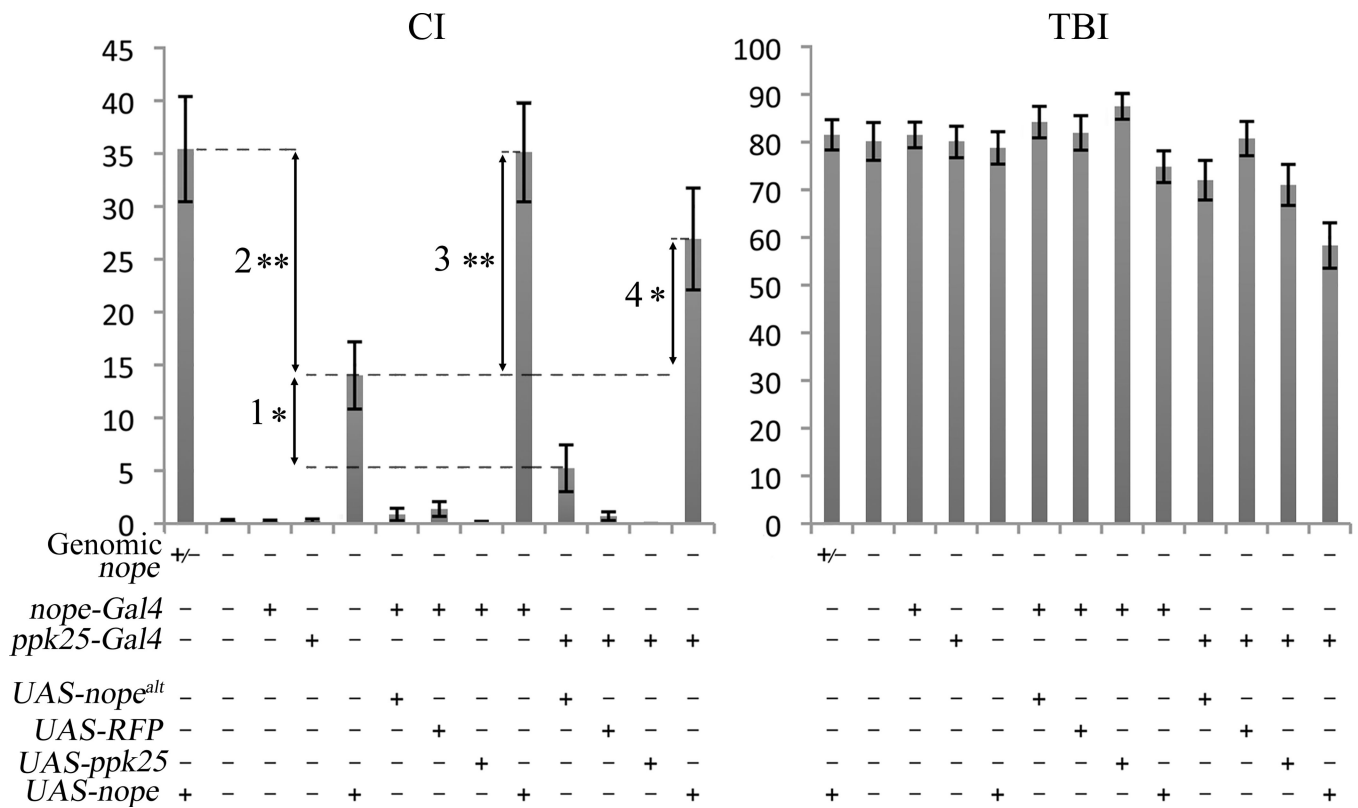 CI TBI
45 100
40 90
35 80
30 70
25 60
20 50
15 40
10 30
5 20
0 10
0
2 **
3 **
4 *
1 *
Genomic nope +/− − − − − − − − − − − − − +/− − − − − − − − − − − − −
nope-Gal4 − − + − − + + + + − − − − − − + − − + + + + − − − −
ppk25-Gal4 − − − + − − − − − + + + + − − − + − − − − − + + + +
UAS-nopeᵃˡᵗ − − − − − + − − − + − − − − − − − − + − − − + − − −
UAS-RFP − − − − − − + − − − + − − − − − − − − + − − − + − −
UAS-ppk25 − − − − − − − + − − − + − − − − − − − − + − − − + −
UAS-nope + − − − + − − − + − − − + + − − − + − − − + − − − +